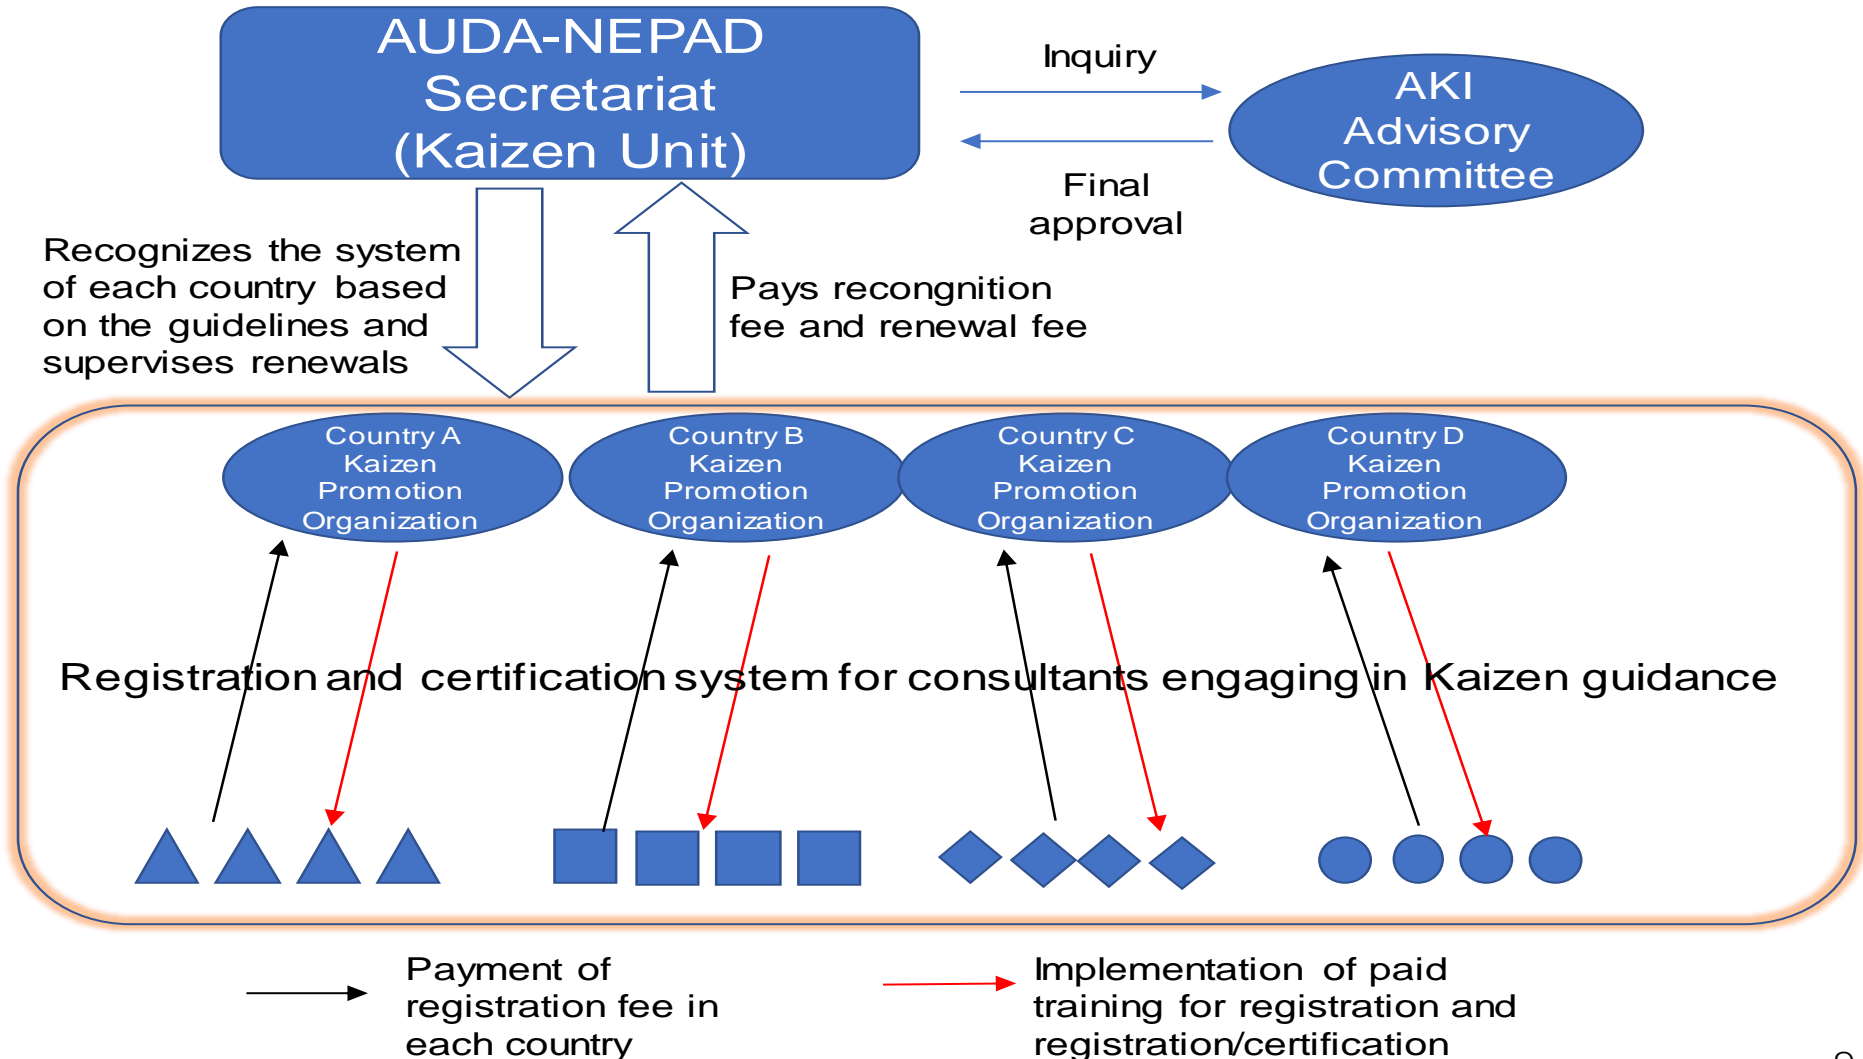 AUDA-NEPAD
Secretariat
(Kaizen Unit)
Inquiry
AKI
Advisory
Committee
Final
approval
Recognizes the system
of each country based
on the guidelines and
supervises renewals
Pays recongnition
fee and renewal fee
Country A
Kaizen
Promotion
Organization
Country B
Kaizen
Promotion
Organization
Country C
Kaizen
Promotion
Organization
Country D
Kaizen
Promotion
Organization
Registration and certification system for consultants engaging in Kaizen guidance
Payment of
registration fee in
each country
Implementation of paid
training for registration and
registration/certification